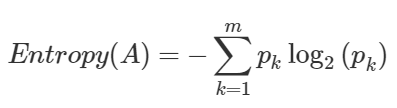 Entropy(A) = − ∑_{k=1}^{m} p_k log_2 (p_k)